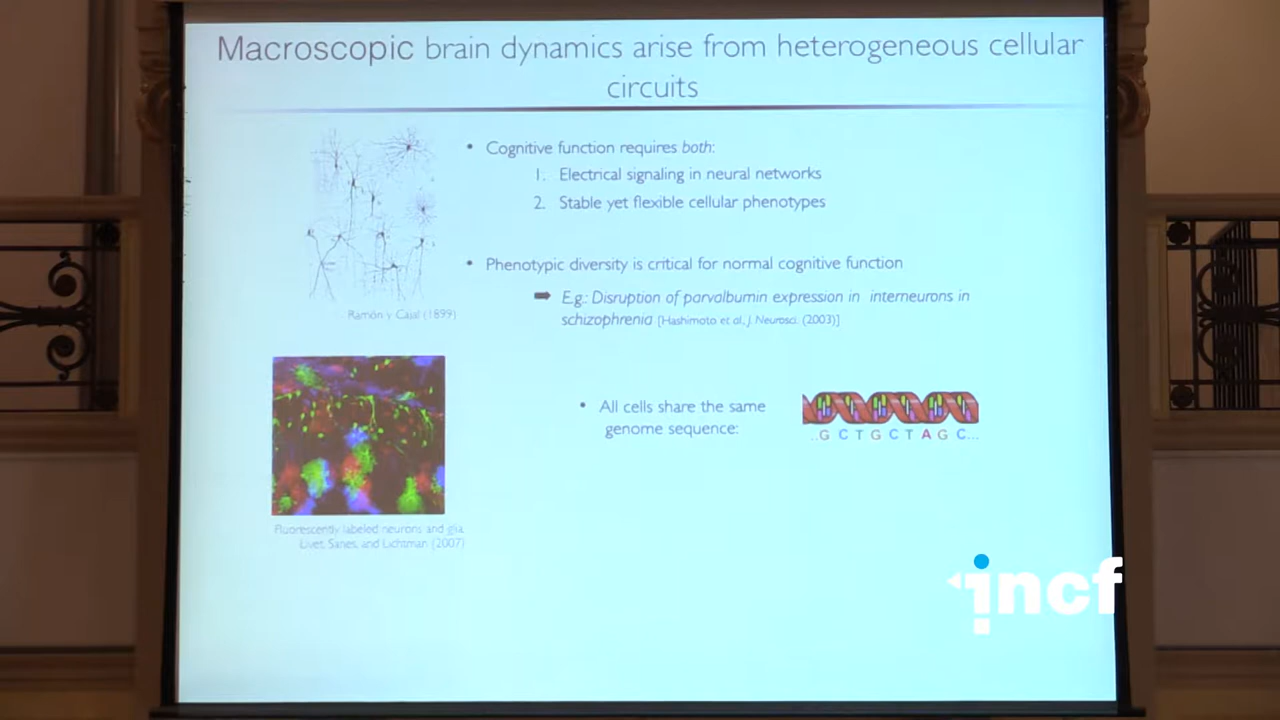 Macroscopic brain dynamics arise from heterogeneous cellular
circuits
• Cognitive function requires both:
1. Electrical signaling in neural networks
2. Stable yet flexible cellular phenotypes
• Phenotypic diversity is critical for normal cognitive function
➡ E.g.: Disruption of parvalbumin expression in interneurons in
schizophrenia [Hashimoto et al, J. Neurosci. (2003)]
Ramón y Cajal (1899)
• All cells share the same
genome sequence:
..G C T G C T A G C...
Fluorescently labeled neurons and glia
Livet, Sanes, and Lichtman (2007)
incf